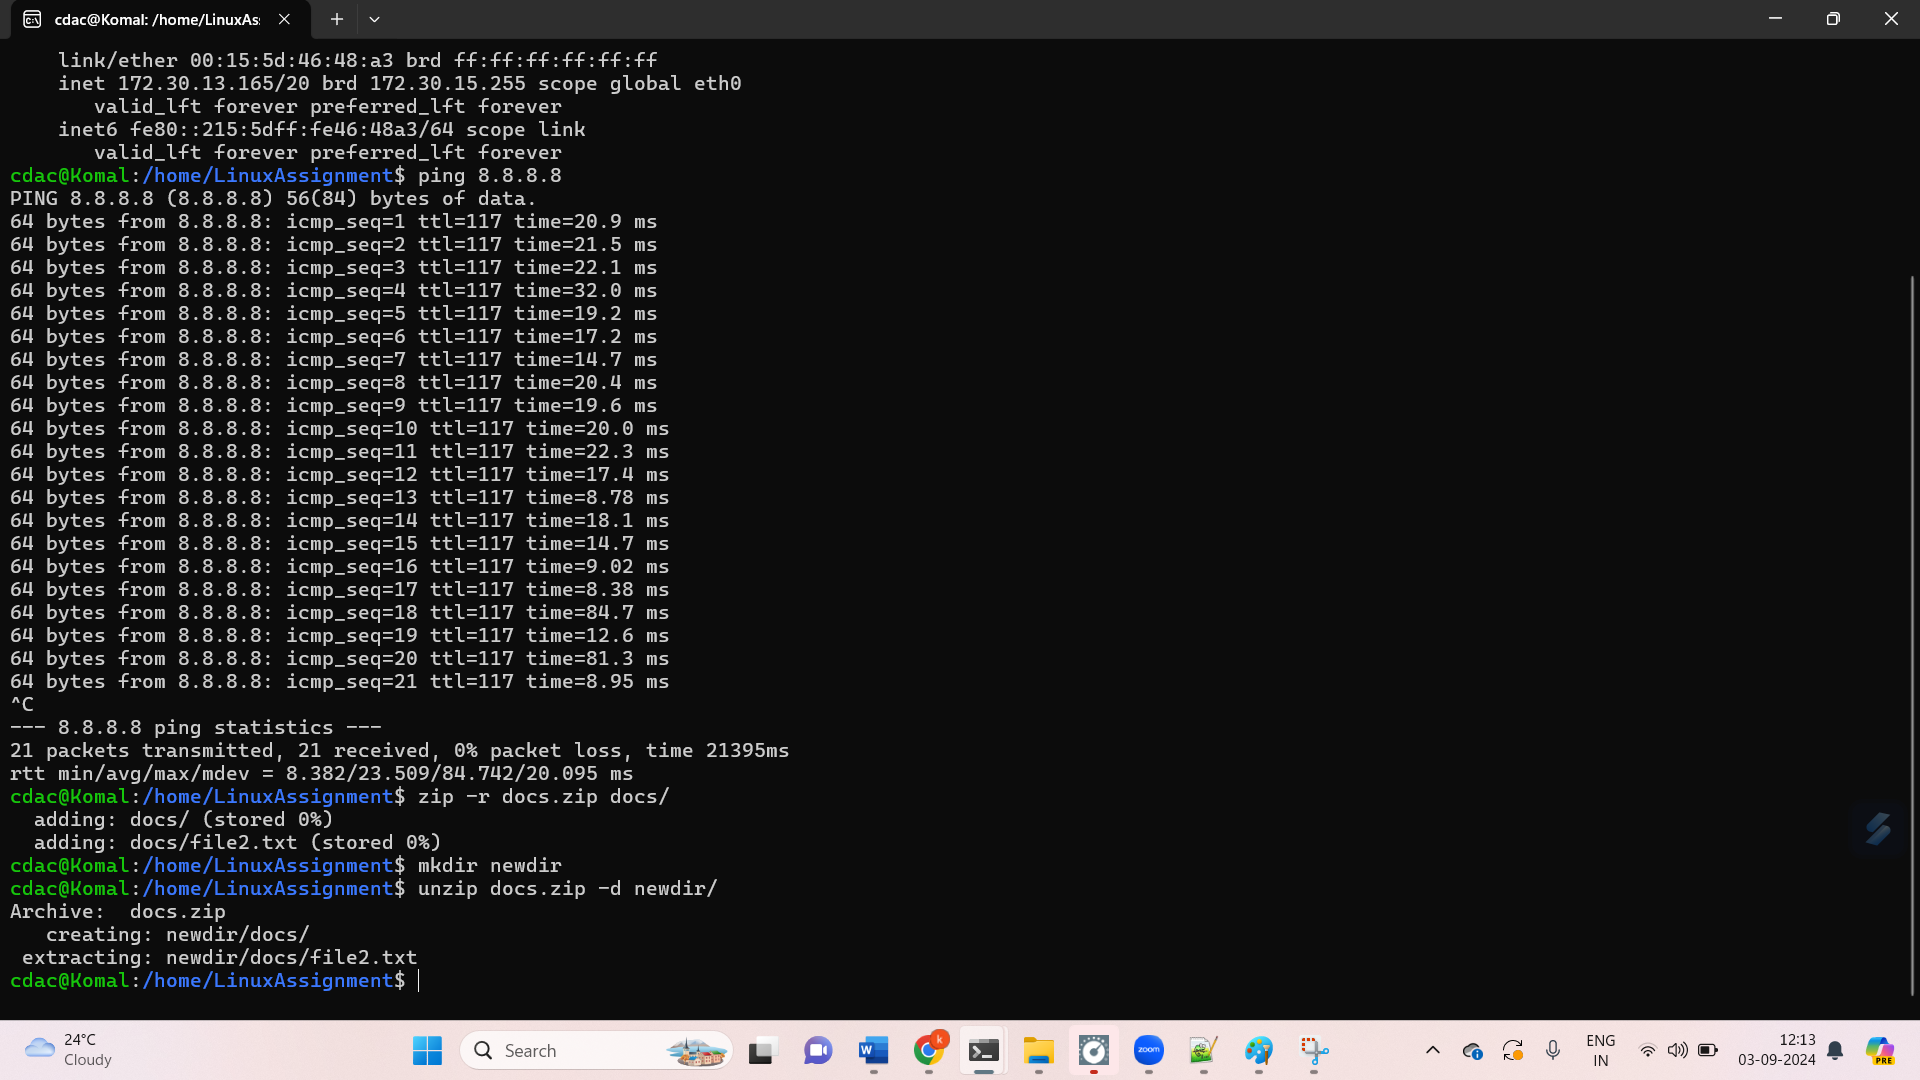 cdac@Komal: /home/LinuxAs
link/ether 00:15:5d:46:48:a3 brd ff:ff:ff:ff:ff:ff
inet 172.30.13.165/20 brd 172.30.15.255 scope global eth0
valid_lft forever preferred_lft forever
inet6 fe80::215:5dff:fe46:48a3/64 scope link
valid_lft forever preferred_lft forever
cdac@Komal:/home/LinuxAssignment$ ping 8.8.8.8
PING 8.8.8.8 (8.8.8.8) 56(84) bytes of data.
64 bytes from 8.8.8.8: icmp_seq=1 ttl=117 time=20.9 ms
64 bytes from 8.8.8.8: icmp_seq=2 ttl=117 time=21.5 ms
64 bytes from 8.8.8.8: icmp_seq=3 ttl=117 time=22.1 ms
64 bytes from 8.8.8.8: icmp_seq=4 ttl=117 time=32.0 ms
64 bytes from 8.8.8.8: icmp_seq=5 ttl=117 time=19.2 ms
64 bytes from 8.8.8.8: icmp_seq=6 ttl=117 time=17.2 ms
64 bytes from 8.8.8.8: icmp_seq=7 ttl=117 time=14.7 ms
64 bytes from 8.8.8.8: icmp_seq=8 ttl=117 time=20.4 ms
64 bytes from 8.8.8.8: icmp_seq=9 ttl=117 time=19.6 ms
64 bytes from 8.8.8.8: icmp_seq=10 ttl=117 time=20.0 ms
64 bytes from 8.8.8.8: icmp_seq=11 ttl=117 time=22.3 ms
64 bytes from 8.8.8.8: icmp_seq=12 ttl=117 time=17.4 ms
64 bytes from 8.8.8.8: icmp_seq=13 ttl=117 time=8.78 ms
64 bytes from 8.8.8.8: icmp_seq=14 ttl=117 time=18.1 ms
64 bytes from 8.8.8.8: icmp_seq=15 ttl=117 time=14.7 ms
64 bytes from 8.8.8.8: icmp_seq=16 ttl=117 time=9.02 ms
64 bytes from 8.8.8.8: icmp_seq=17 ttl=117 time=8.38 ms
64 bytes from 8.8.8.8: icmp_seq=18 ttl=117 time=84.7 ms
64 bytes from 8.8.8.8: icmp_seq=19 ttl=117 time=12.6 ms
64 bytes from 8.8.8.8: icmp_seq=20 ttl=117 time=81.3 ms
64 bytes from 8.8.8.8: icmp_seq=21 ttl=117 time=8.95 ms
^C
--- 8.8.8.8 ping statistics ---
21 packets transmitted, 21 received, 0% packet loss, time 21395ms
rtt min/avg/max/mdev = 8.382/23.509/84.742/20.095 ms
cdac@Komal:/home/LinuxAssignment$ zip -r docs.zip docs/
adding: docs/ (stored 0%)
adding: docs/file2.txt (stored 0%)
cdac@Komal:/home/LinuxAssignment$ mkdir newdir
cdac@Komal:/home/LinuxAssignment$ unzip docs.zip -d newdir/
Archive:  docs.zip
creating: newdir/docs/
extracting: newdir/docs/file2.txt
cdac@Komal:/home/LinuxAssignment$
24°C
Cloudy
Search
W
k
zoom
ENG
IN
12:13
03-09-2024
PRE